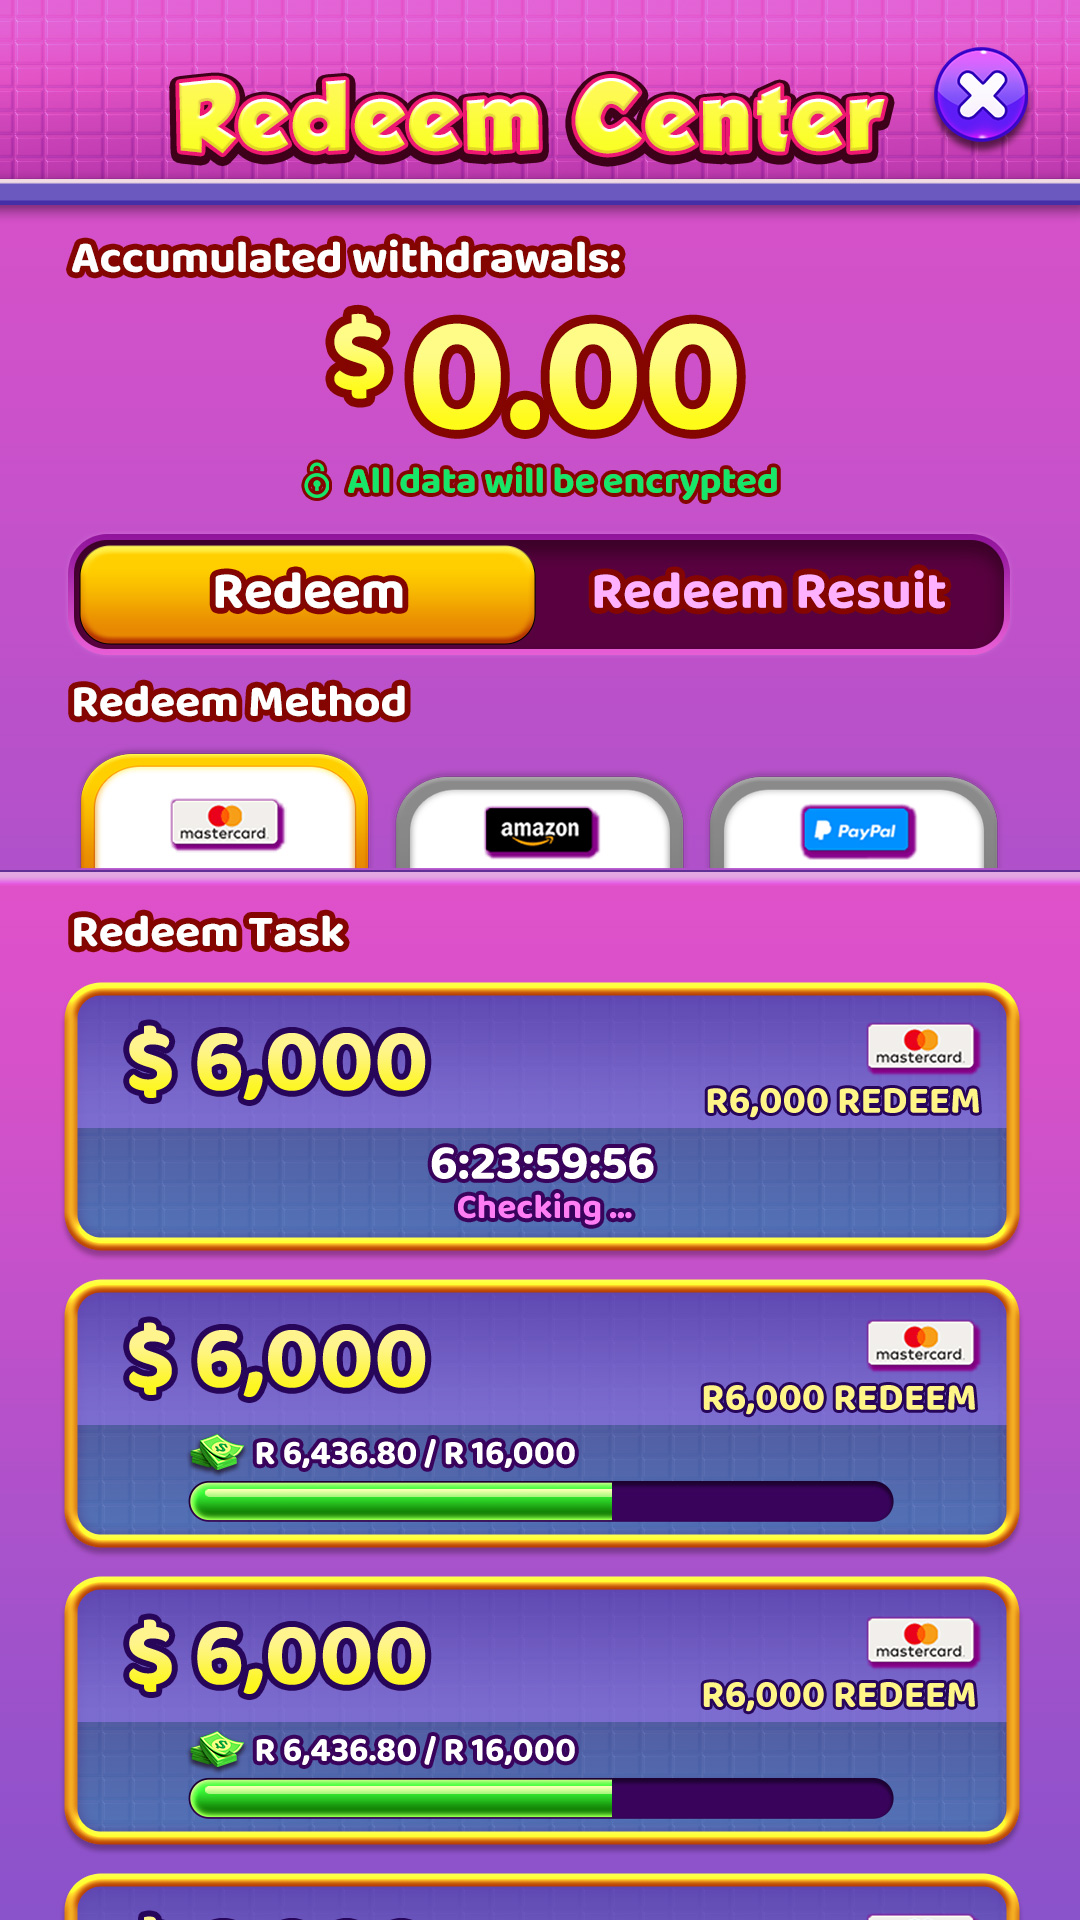 Redeem Center
Accumulated withdrawals:
$0.00
All data will be encrypted
Redeem
Redeem Resuit
Redeem Method
mastercard.
amazon
PayPal
Redeem Task
$ 6,000
mastercard.
R6,000 REDEEM
6:23:59:56
Checking ...
$ 6,000
mastercard.
R6,000 REDEEM
R 6,436.80 / R 16,000
$ 6,000
mastercard.
R6,000 REDEEM
R 6,436.80 / R 16,000